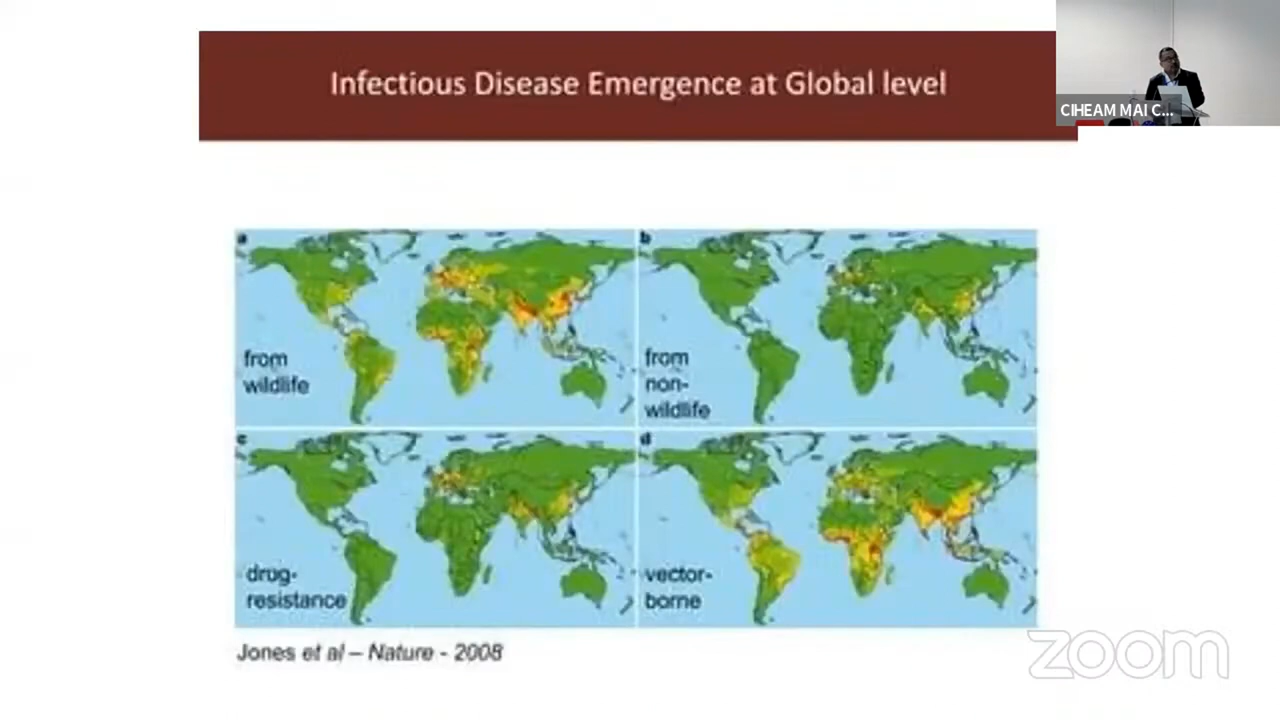 Infectious Disease Emergence at Global level
CIHEAM MAI C...
a
from
wildlife
b
from
non-
wildlife
c
drug-
resistance
d
vector-
borne
Jones et al – Nature - 2008
zoom